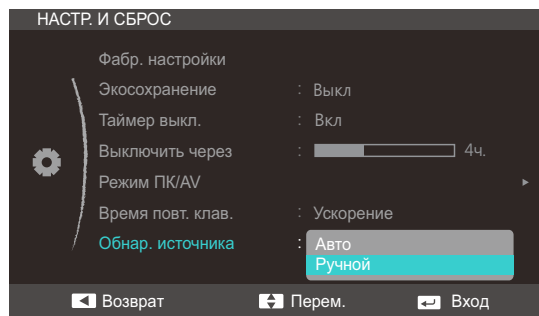 НАСТР. И СБРОС
Фабр. настройки
Экосохранение : Выкл
Таймер выкл. : Вкл
Выключить через : 4ч.
Режим ПК/AV
Время повт. клав. : Ускорение
Обнар. источника : Авто
Ручной
Возврат Перем. Вход